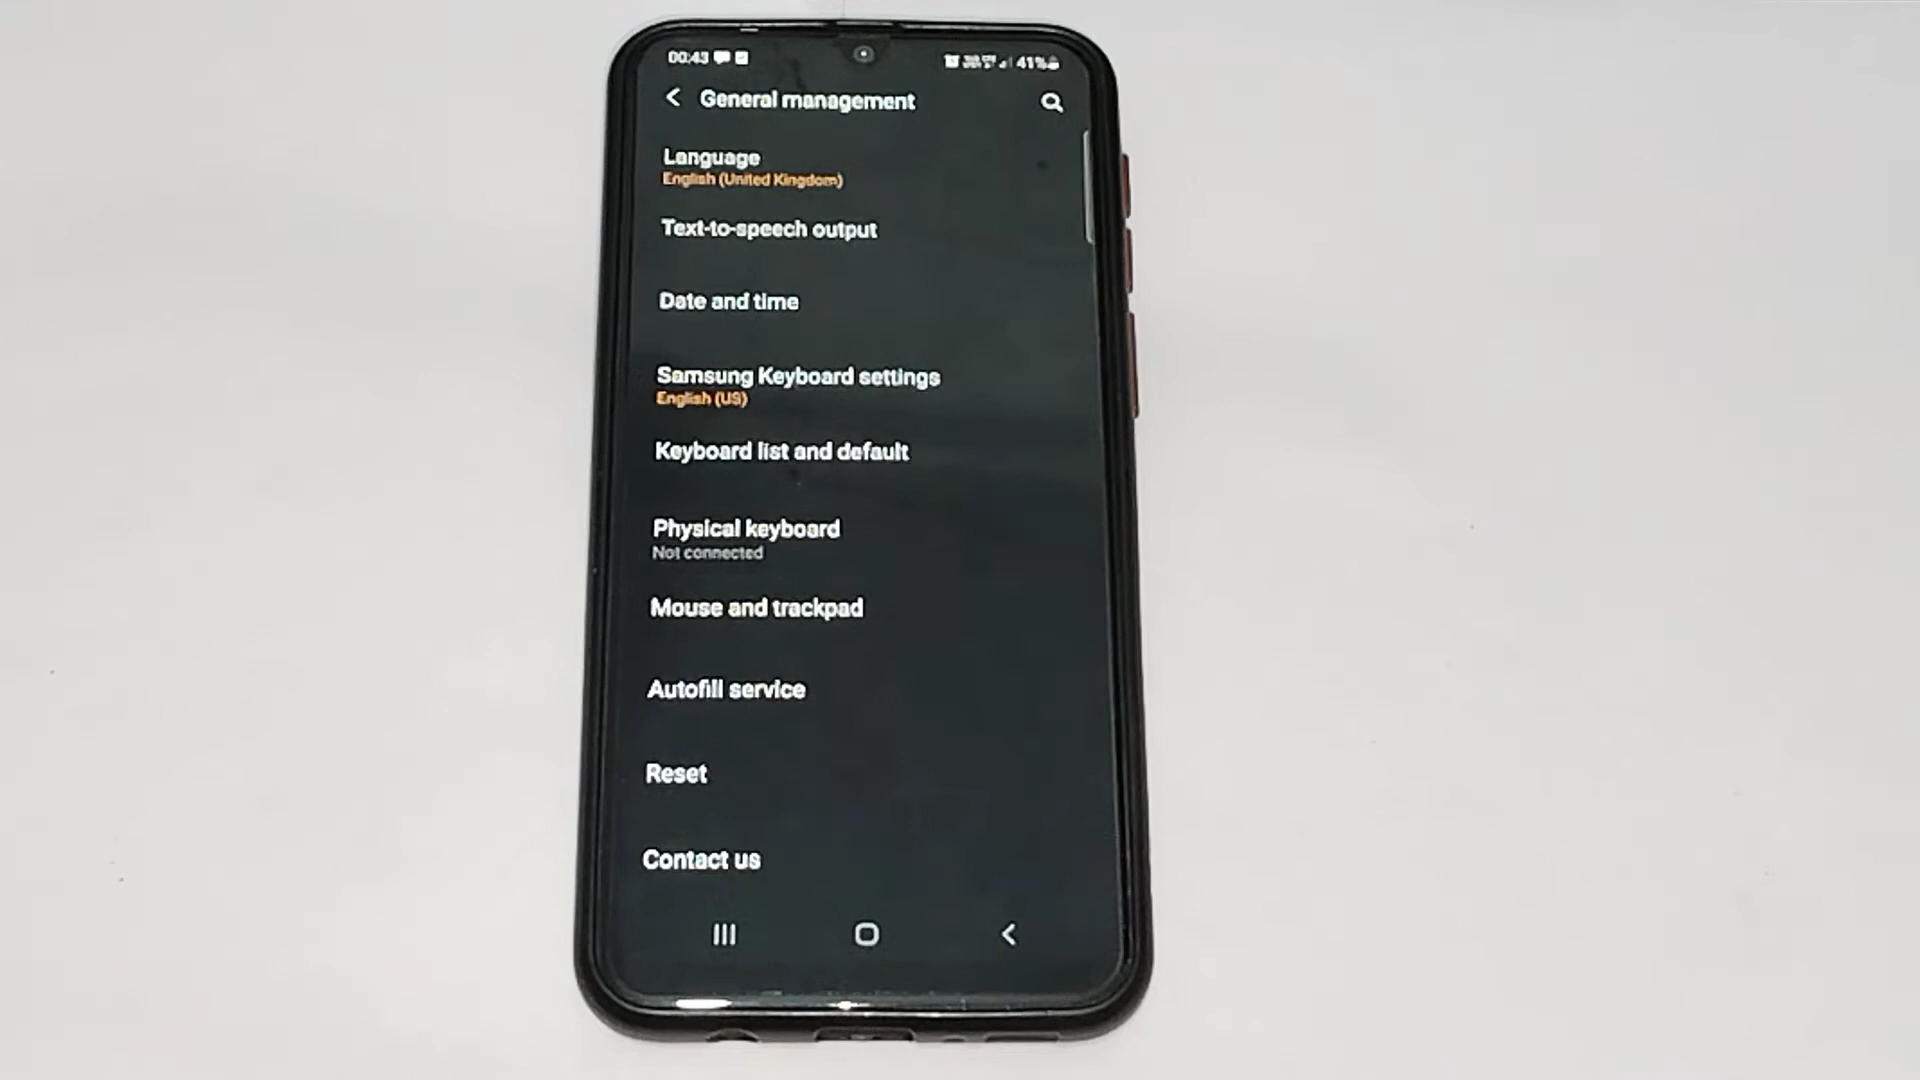 00:43
41%
General management
Language
English (United Kingdom)
Text-to-speech output
Date and time
Samsung Keyboard settings
English (US)
Keyboard list and default
Physical keyboard
Not connected
Mouse and trackpad
Autofill service
Reset
Contact us